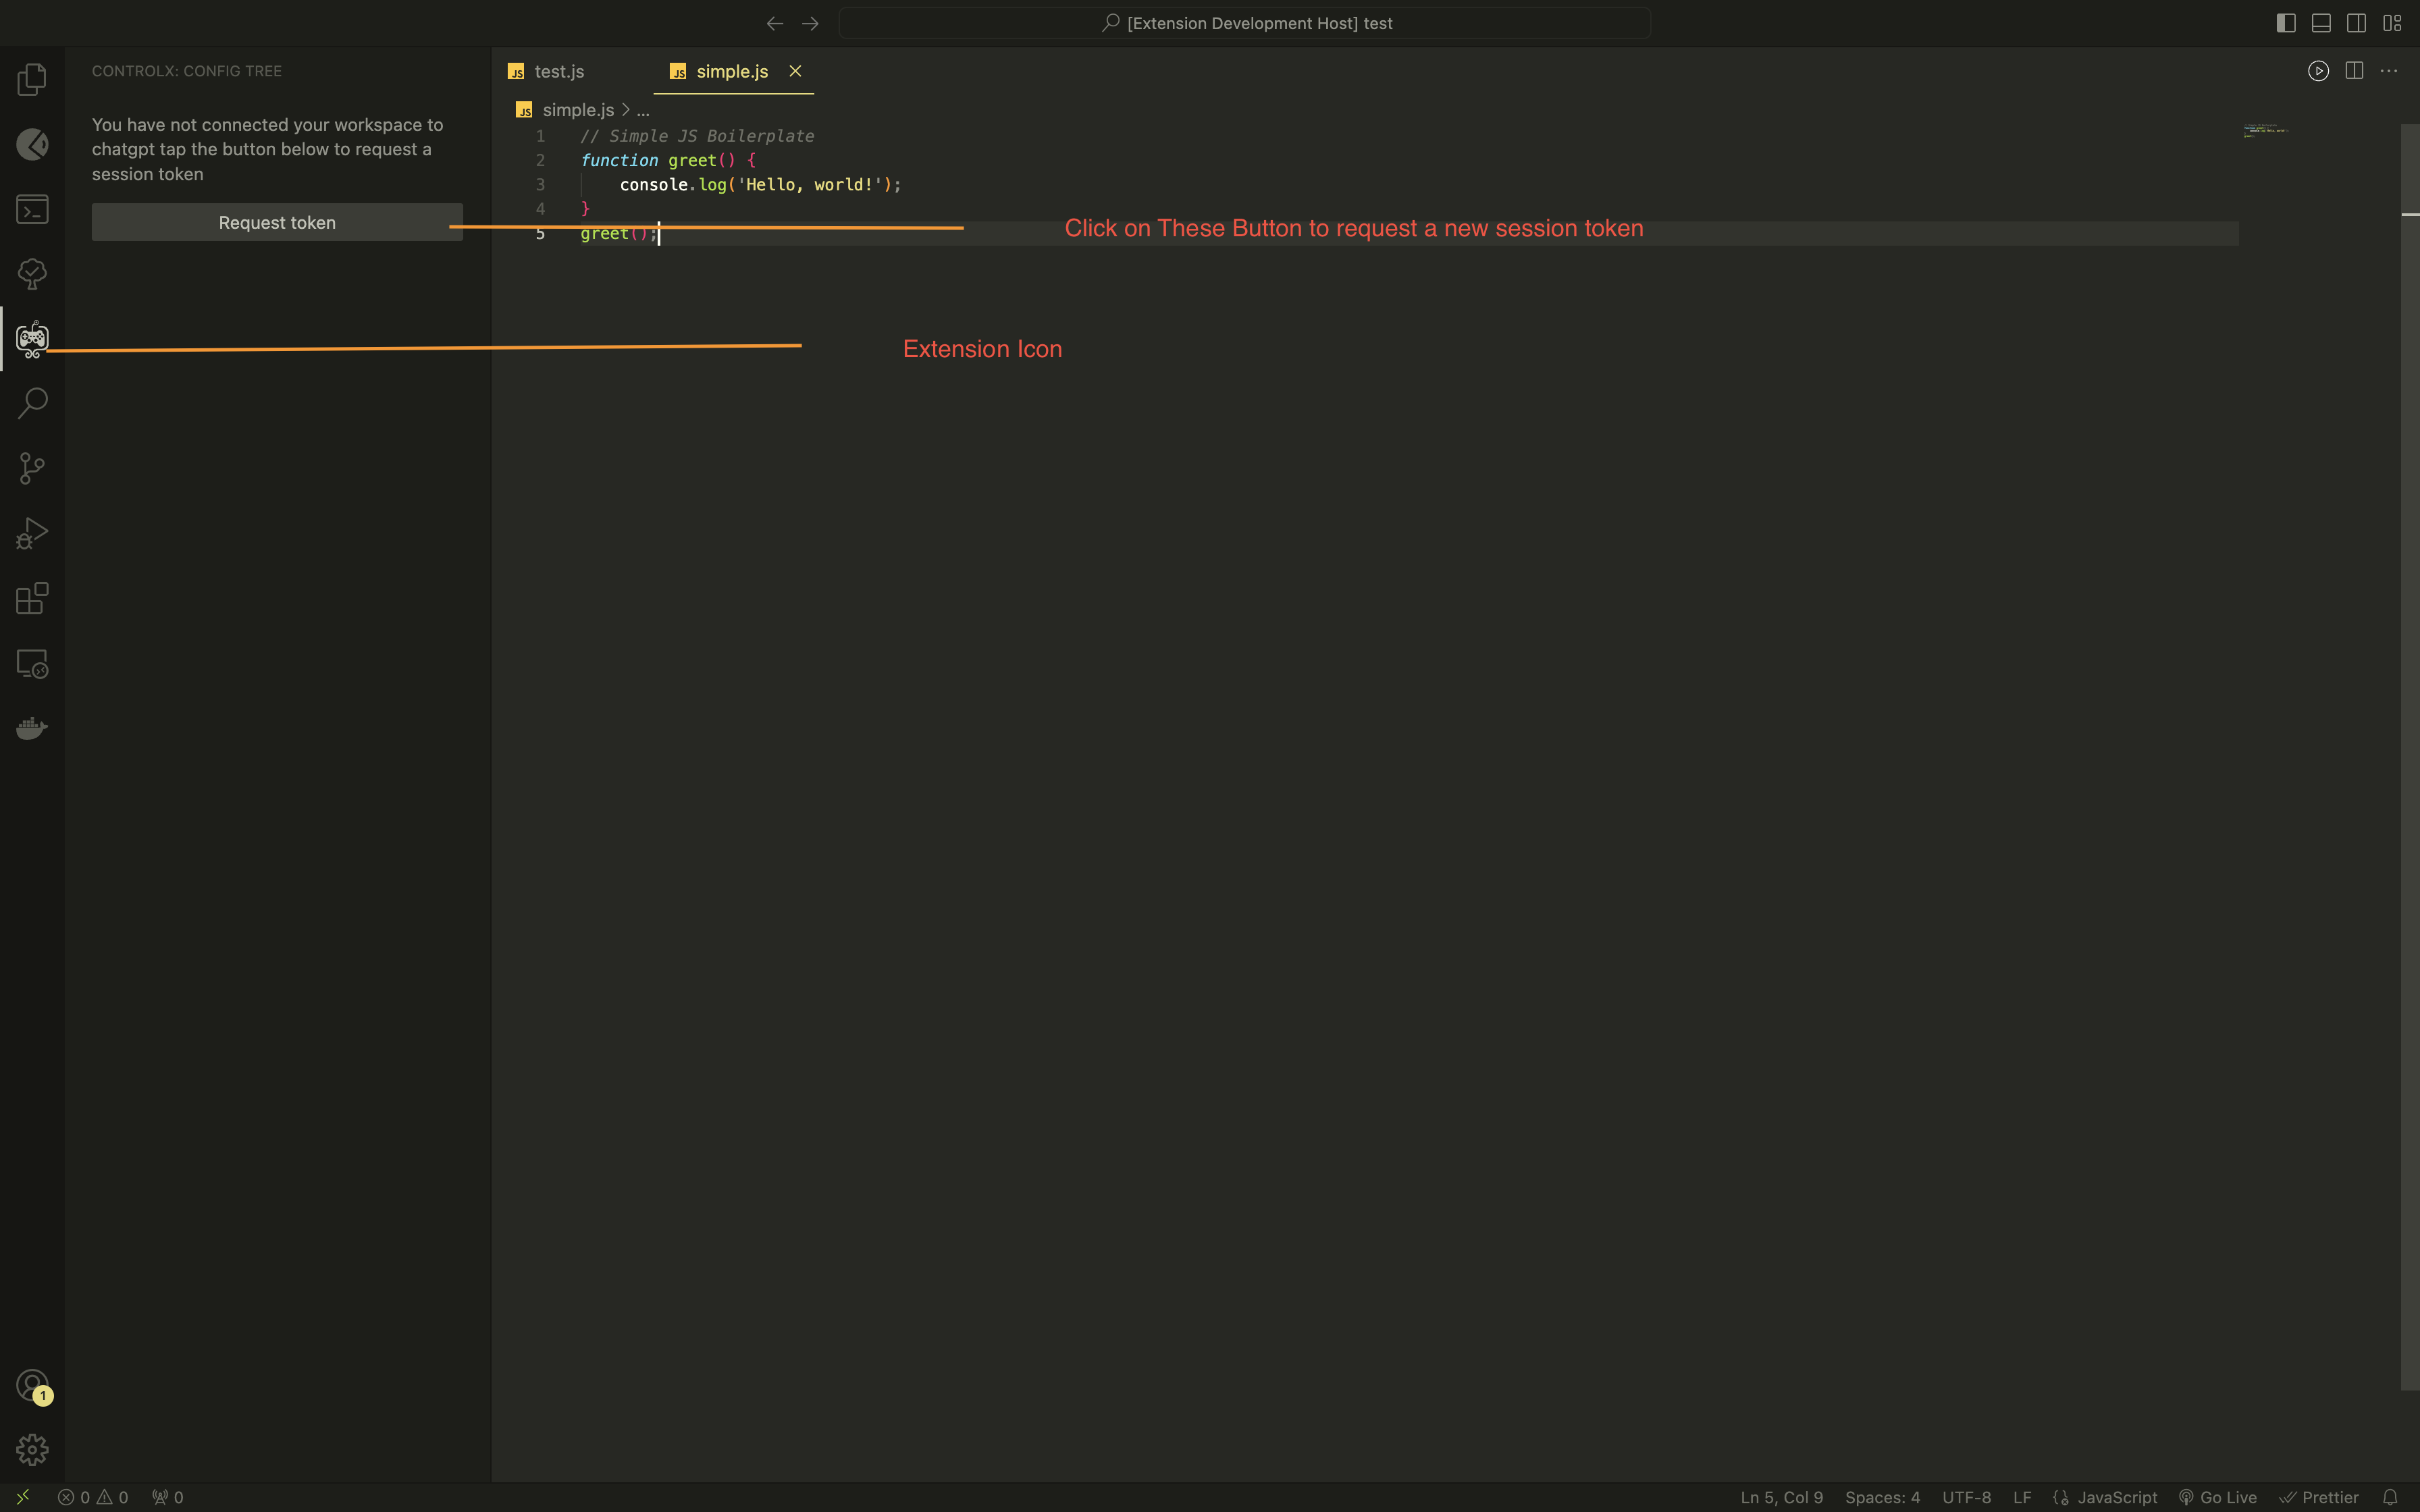 [Extension Development Host] test
CONTROLX: CONFIG TREE
You have not connected your workspace to
chatgpt tap the button below to request a
session token
Request token
JS test.js
JS simple.js
JS simple.js > ...
1 // Simple JS Boilerplate
2 function greet() {
3 console.log('Hello, world!');
4 }
5 greet();
Click on These Button to request a new session token
Extension Icon
1
0 0 0
Ln 5, Col 9 Spaces: 4 UTF-8 LF JavaScript Go Live Prettier